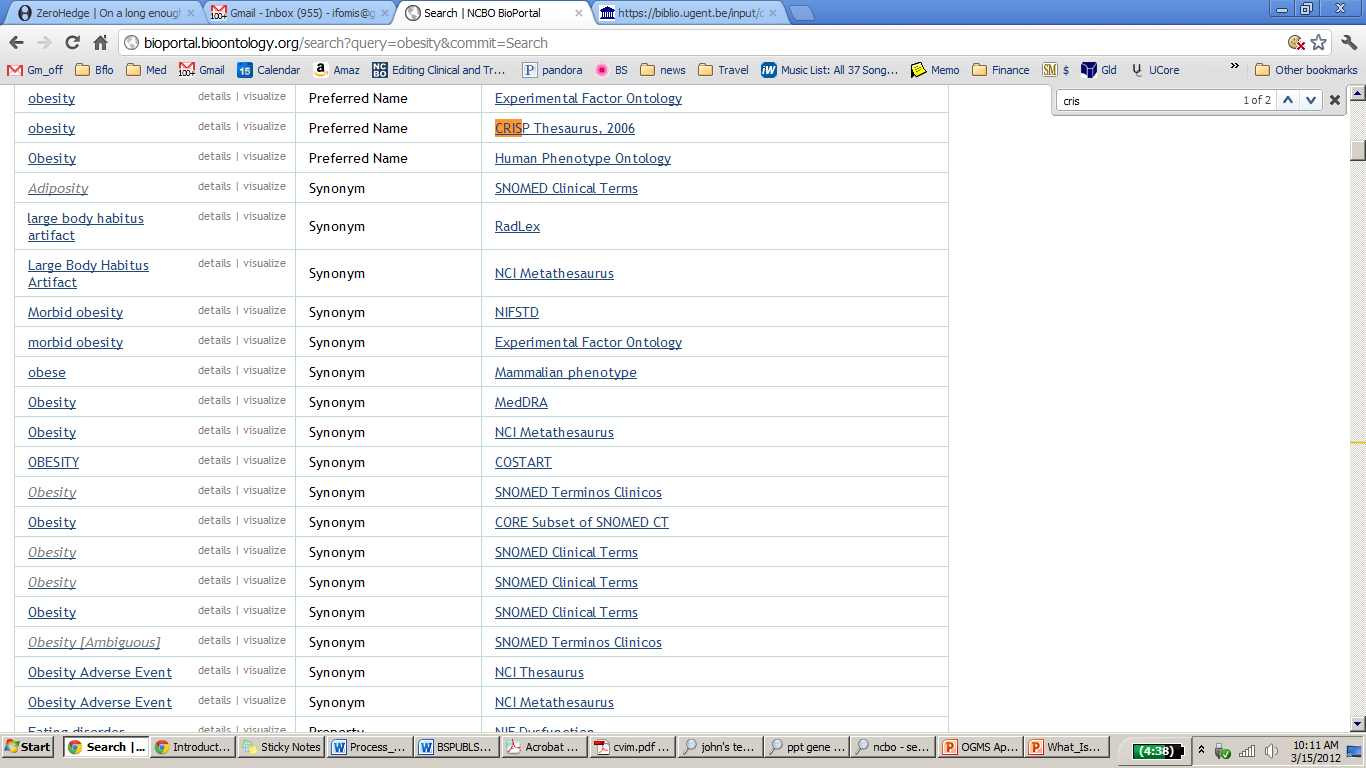 ZeroHedge | On a long enough
Gmail - Inbox (955) - ifomis@g
Search | NCBO BioPortal
https://biblio.ugent.be/input/
bioportal.bioontology.org/search?query=obesity&commit=Search
Gm_off Bflo Med Gmail 15 Calendar Amaz NCBO Editing Clinical and Tr... pandora BS news Travel Music List: All 37 Song... Memo Finance SM $ Gld UCore » Other bookmarks
cris 1 of 2
obesity details | visualize Preferred Name Experimental Factor Ontology
obesity details | visualize Preferred Name CRISP Thesaurus, 2006
Obesity details | visualize Preferred Name Human Phenotype Ontology
Adiposity details | visualize Synonym SNOMED Clinical Terms
large body habitus artifact details | visualize Synonym RadLex
Large Body Habitus Artifact details | visualize Synonym NCI Metathesaurus
Morbid obesity details | visualize Synonym NIFSTD
morbid obesity details | visualize Synonym Experimental Factor Ontology
obese details | visualize Synonym Mammalian phenotype
Obesity details | visualize Synonym MedDRA
Obesity details | visualize Synonym NCI Metathesaurus
OBESITY details | visualize Synonym COSTART
Obesity details | visualize Synonym SNOMED Terminos Clinicos
Obesity details | visualize Synonym CORE Subset of SNOMED CT
Obesity details | visualize Synonym SNOMED Clinical Terms
Obesity details | visualize Synonym SNOMED Clinical Terms
Obesity details | visualize Synonym SNOMED Clinical Terms
Obesity [Ambiguous] details | visualize Synonym SNOMED Terminos Clinicos
Obesity Adverse Event details | visualize Synonym NCI Thesaurus
Obesity Adverse Event details | visualize Synonym NCI Metathesaurus
Eating disorder details | visualize Property NIF Dysfunction
Start Search |... Introduct... Sticky Notes Process_... BSPUBLS... Acrobat ... cvim.pdf ... john's te... ppt gene ... ncbo - se... OGMS Ap... What_Is... (4:38) 10:11 AM
3/15/2012